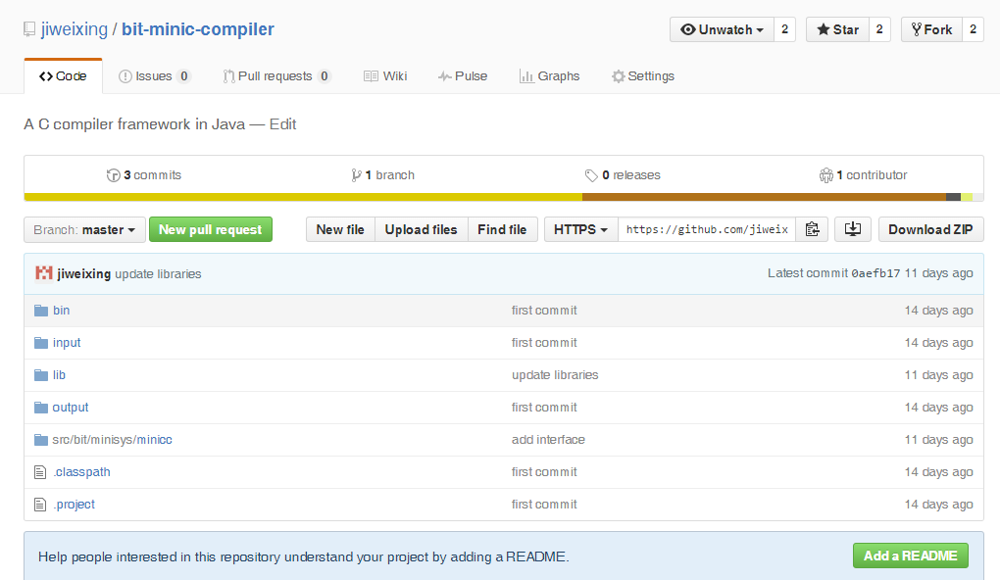 jiweixing / bit-minic-compiler Unwatch 2 Star 2 Fork 2
Code Issues 0 Pull requests 0 Wiki Pulse Graphs Settings
A C compiler framework in Java — Edit
3 commits 1 branch 0 releases 1 contributor
Branch: master New pull request New file Upload files Find file HTTPS https://github.com/jiweix Download ZIP
jiweixing update libraries Latest commit 0aefb17 11 days ago
bin first commit 14 days ago
input first commit 14 days ago
lib update libraries 11 days ago
output first commit 14 days ago
src/bit/minisys/minicc add interface 11 days ago
.classpath first commit 14 days ago
.project first commit 14 days ago
Help people interested in this repository understand your project by adding a README. Add a README